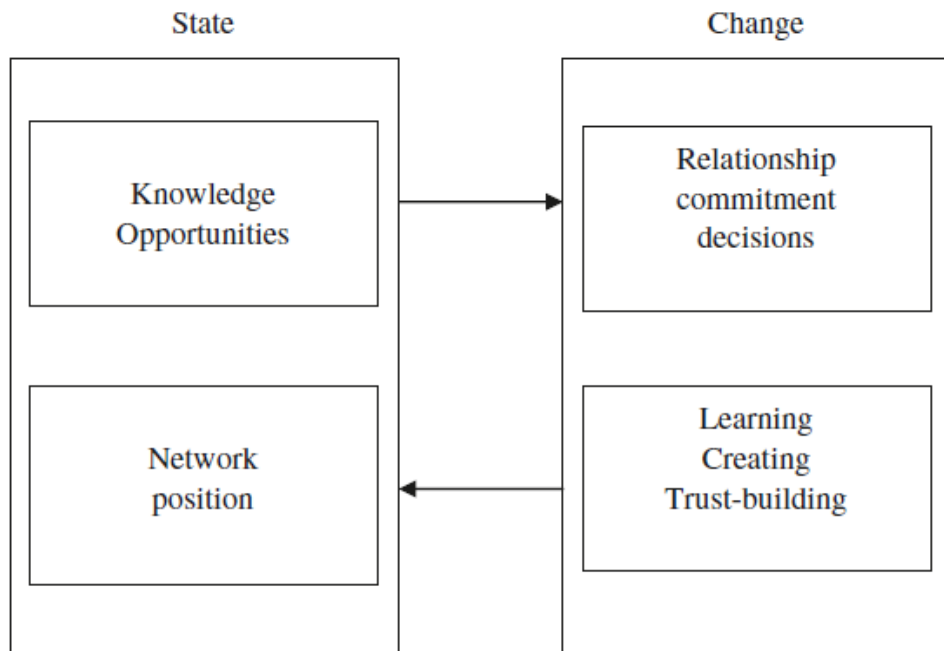 State
Change
Knowledge
Opportunities
Relationship
commitment
decisions
Network
position
Learning
Creating
Trust-building